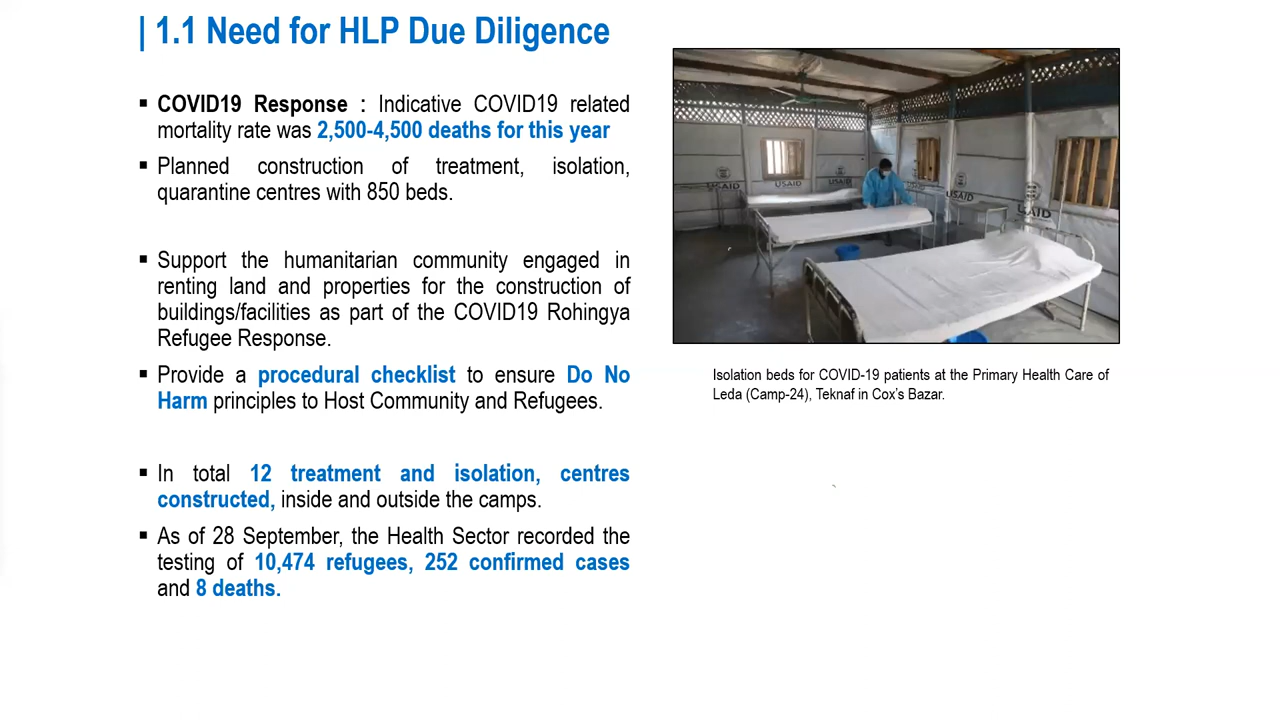 | 1.1 Need for HLP Due Diligence
▪ COVID19 Response : Indicative COVID19 related
mortality rate was 2,500-4,500 deaths for this year
▪ Planned construction of treatment, isolation,
quarantine centres with 850 beds.
▪ Support the humanitarian community engaged in
renting land and properties for the construction of
buildings/facilities as part of the COVID19 Rohingya
Refugee Response.
▪ Provide a procedural checklist to ensure Do No
Harm principles to Host Community and Refugees.
▪ In total 12 treatment and isolation, centres
constructed, inside and outside the camps.
▪ As of 28 September, the Health Sector recorded the
testing of 10,474 refugees, 252 confirmed cases
and 8 deaths.
USAID
USAID
USAID
USAID
USAID
Isolation beds for COVID-19 patients at the Primary Health Care of
Leda (Camp-24), Teknaf in Cox's Bazar.